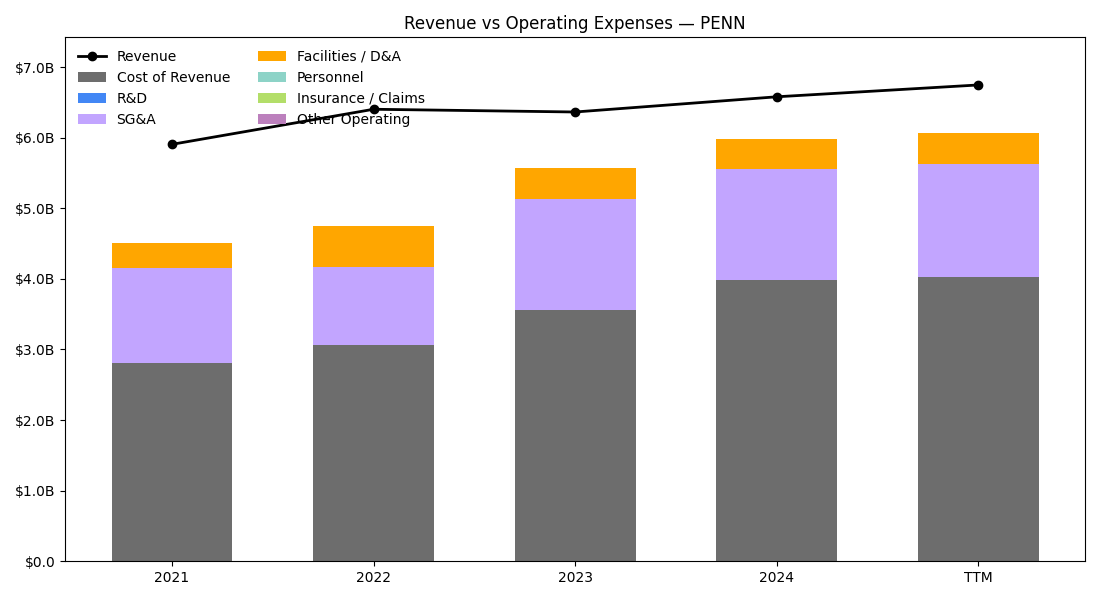 Revenue vs Operating Expenses — PENN
Revenue
Cost of Revenue
R&D
SG&A
Facilities / D&A
Personnel
Insurance / Claims
Other Operating
$7.0B
$6.0B
$5.0B
$4.0B
$3.0B
$2.0B
$1.0B
$0.0
2021 2022 2023 2024 TTM